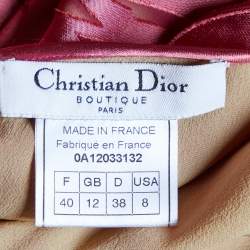 Christian Dior
BOUTIQUE
PARIS
MADE IN FRANCE
Fabriqué en France
0A12033132
F GB D USA
40 12 38 8